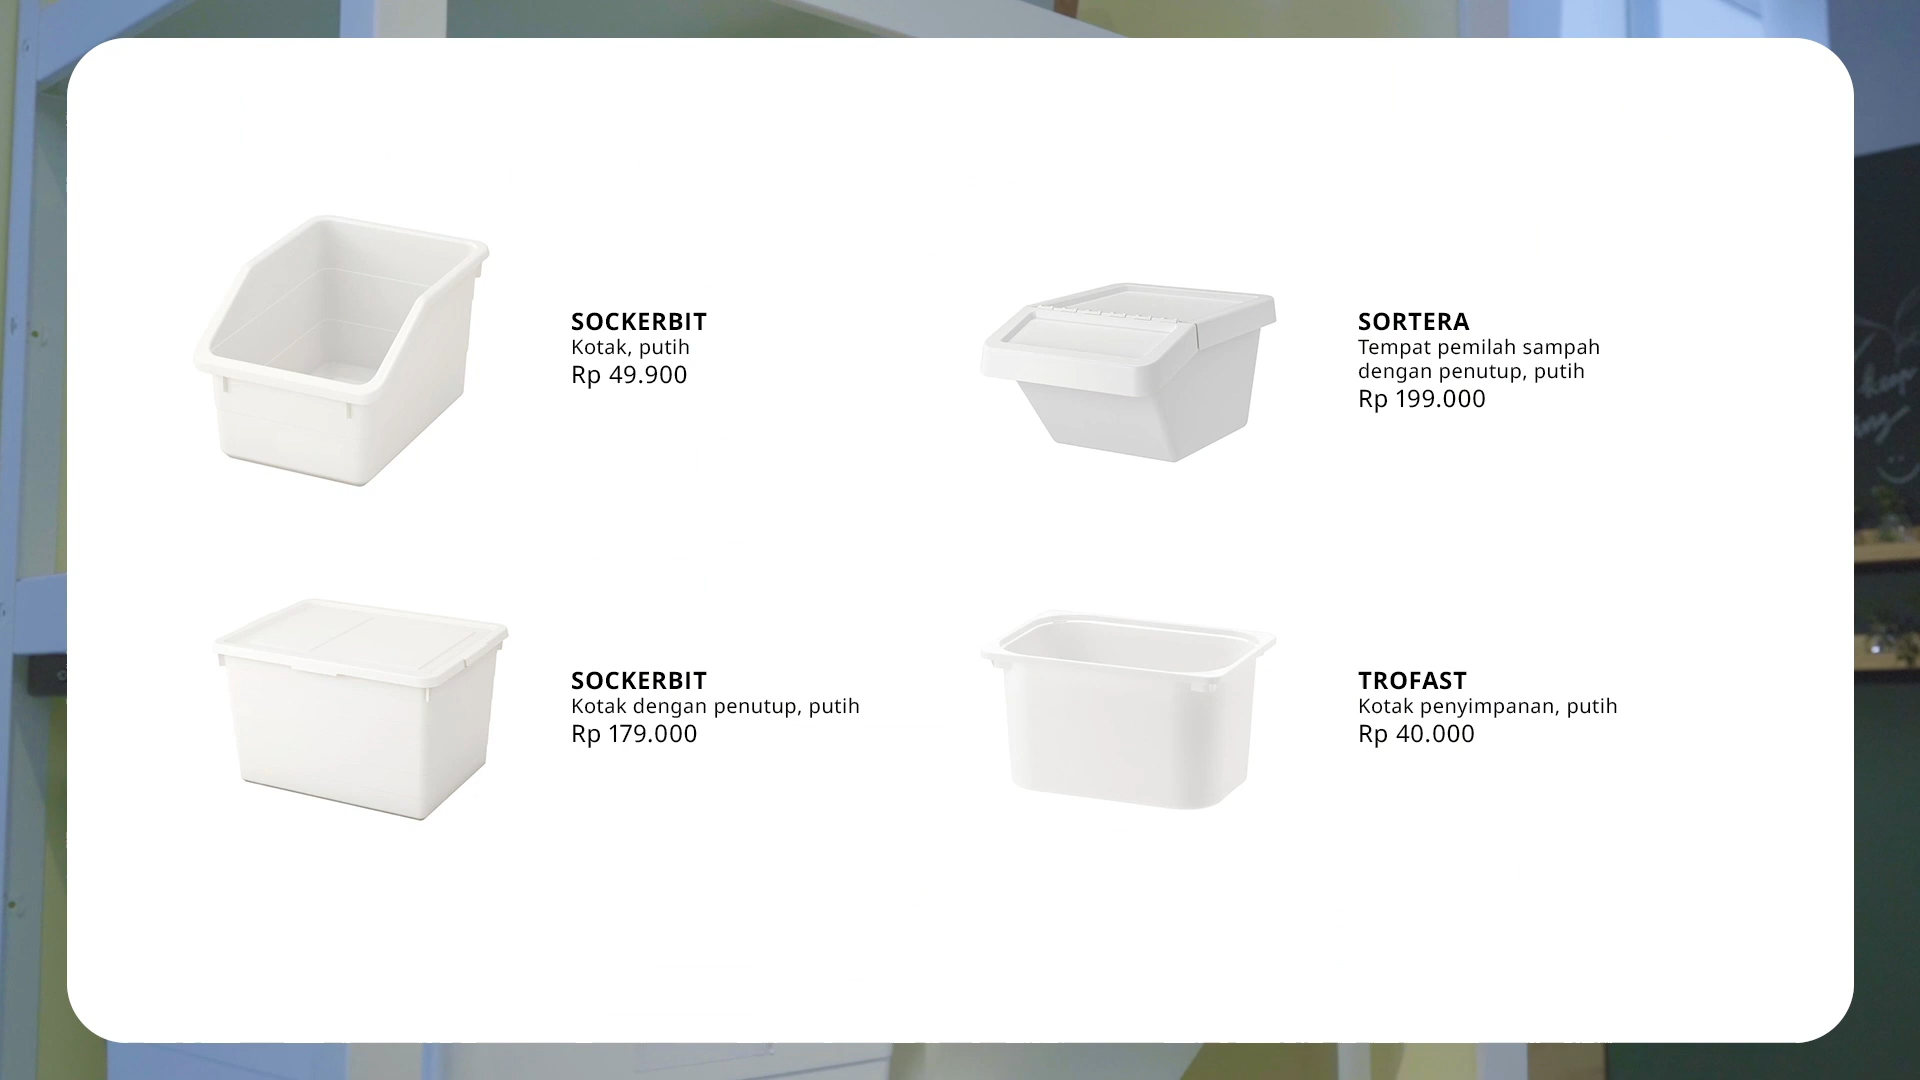 SOCKERBIT
Kotak, putih
Rp 49.900
SORTERA
Tempat pemilah sampah
dengan penutup, putih
Rp 199.000
SOCKERBIT
Kotak dengan penutup, putih
Rp 179.000
TROFAST
Kotak penyimpanan, putih
Rp 40.000